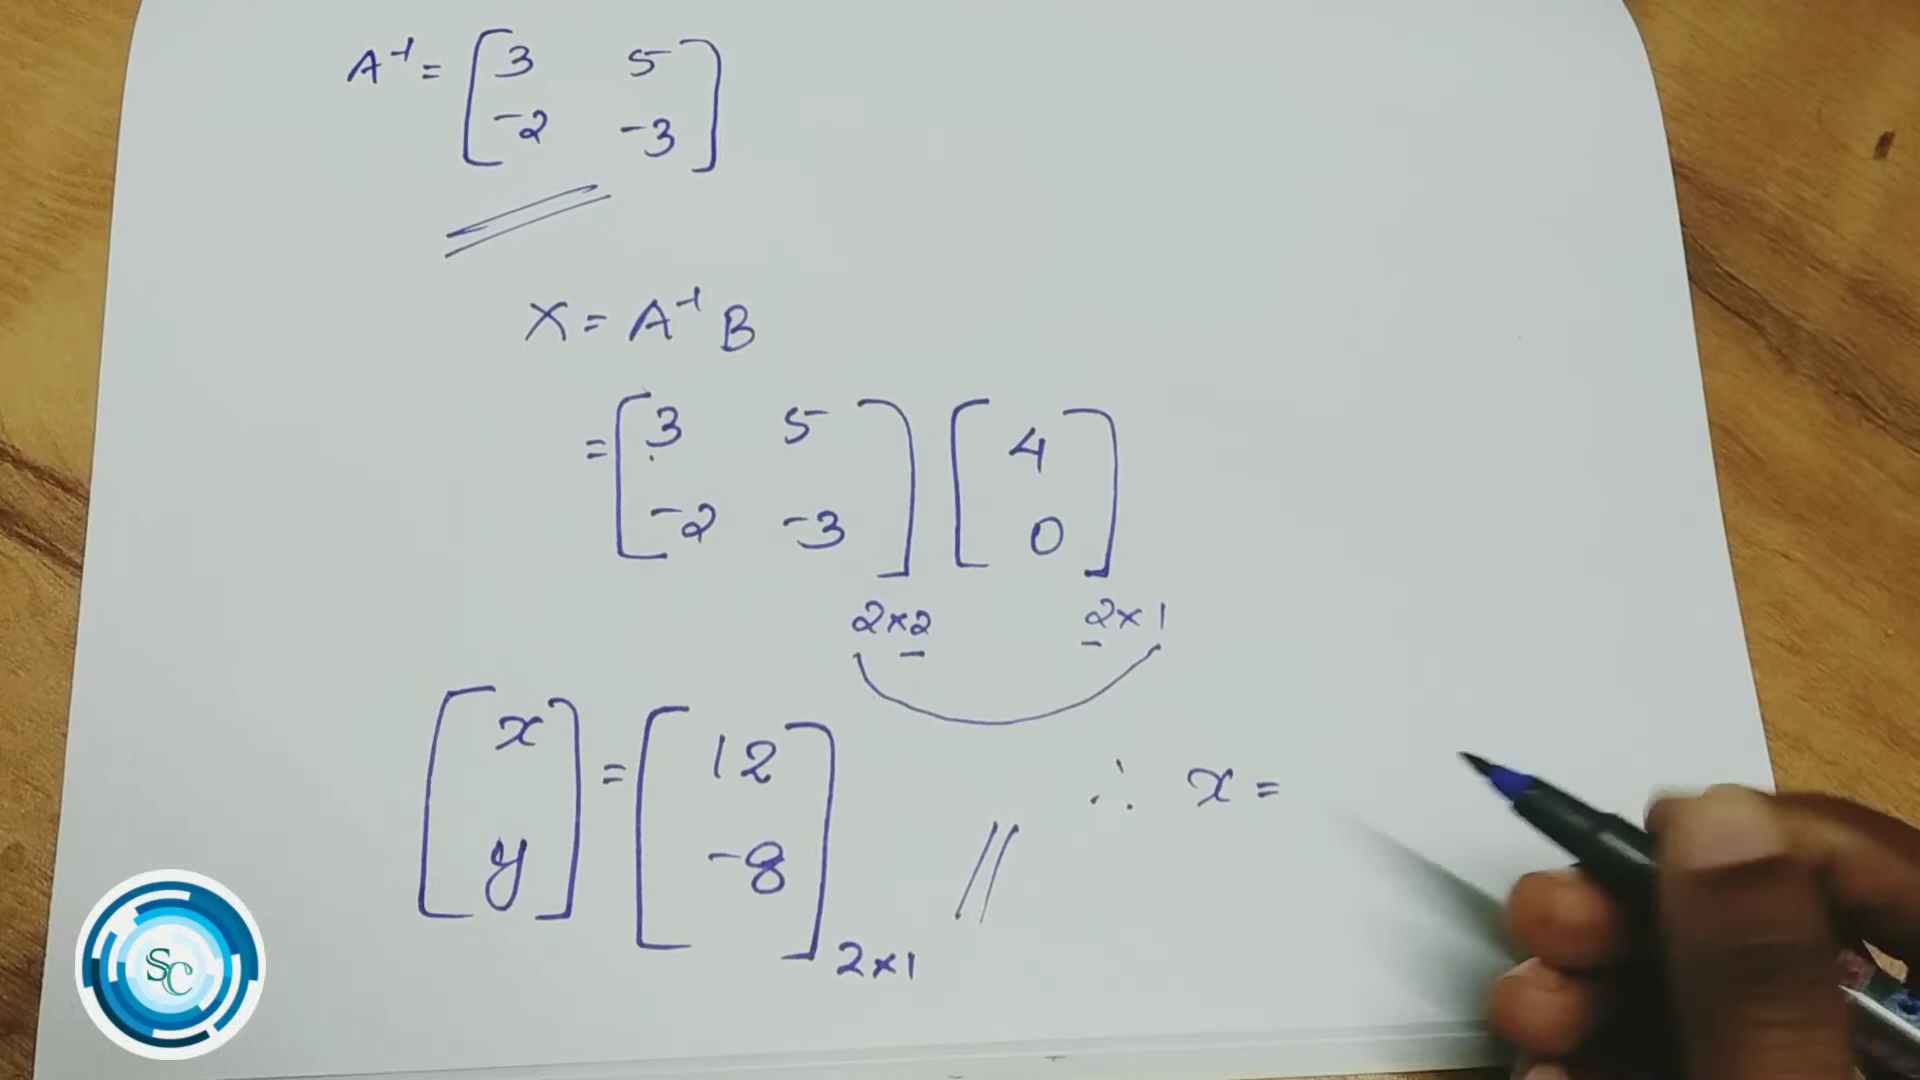 A⁻¹ = [ 3 5
-2 -3 ]
X = A⁻¹ B
= [ 3 5
-2 -3 ] [ 4
0 ]
2×2 2×1
[ x
y ] = [ 12
-8 ] 2×1
∴ x =
SC